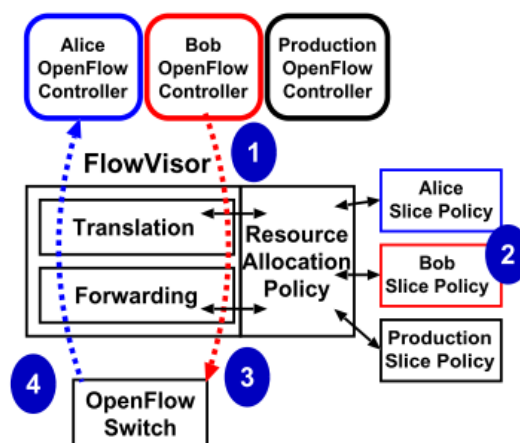 Alice
OpenFlow
Controller
Bob
OpenFlow
Controller
Production
OpenFlow
Controller
1
FlowVisor
Translation
Forwarding
Resource
Allocation
Policy
Alice
Slice Policy
2
Bob
Slice Policy
Production
Slice Policy
4
3
OpenFlow
Switch